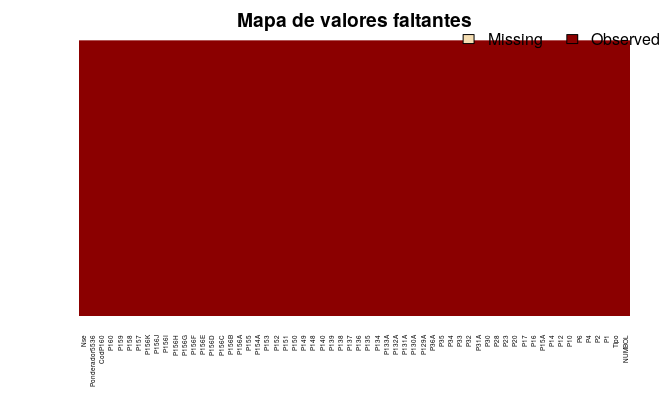 Mapa de valores faltantes
Missing Observed
Nse
Ponderador5536
CodP160
P160
P159
P158
P157
P156K
P156J
P156I
P156H
P156G
P156F
P156E
P156D
P156C
P156B
P156A
P155
P154A
P153
P152
P151
P150
P149
P148
P140
P139
P138
P137
P136
P135
P134
P133A
P132A
P131A
P130A
P129A
P36A
P35
P34
P33
P32
P31A
P30
P28
P23
P20
P17
P16
P15A
P14
P12
P10
P6
P4
P2
P1
Tipo
NUMBOL